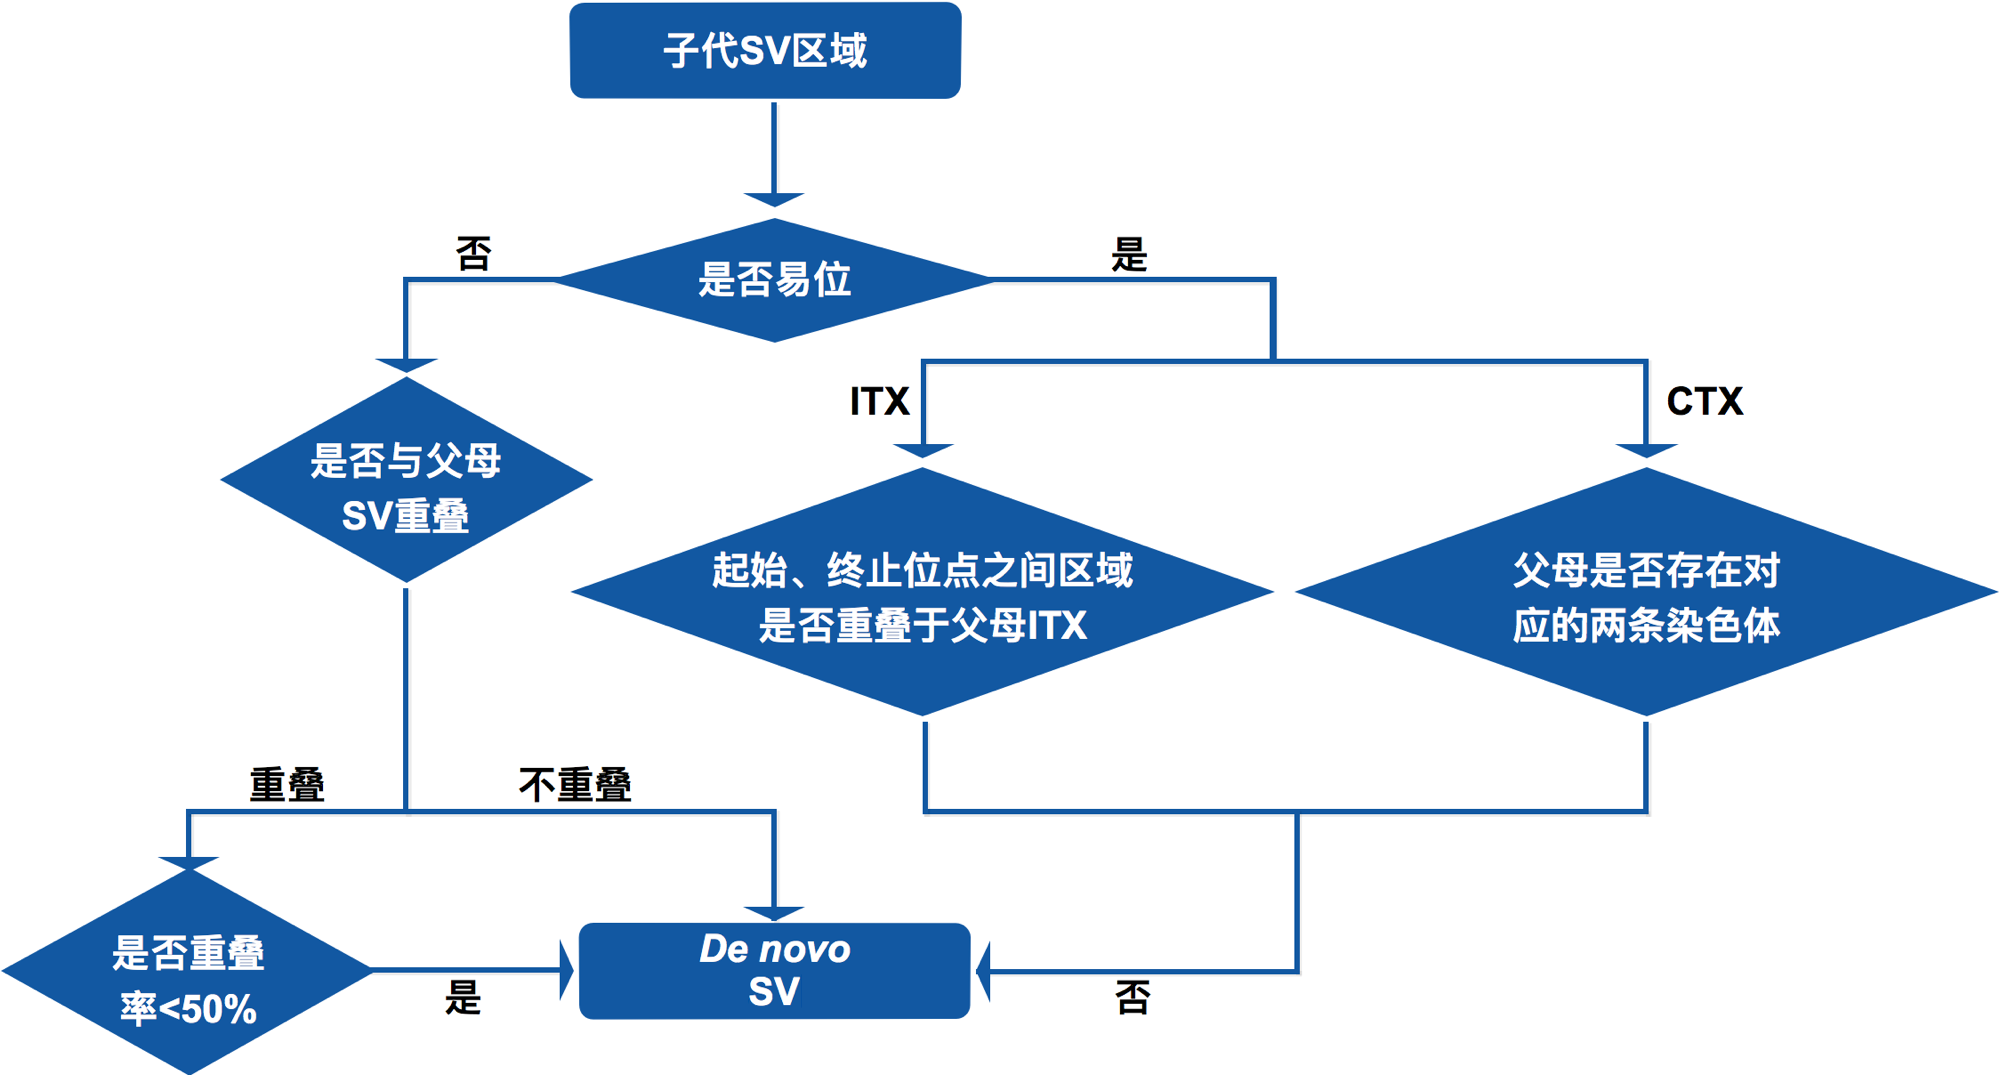 子代SV区域
否
是
是否易位
ITX
CTX
是否与父母
SV重叠
起始、终止位点之间区域
是否重叠于父母ITX
父母是否存在对
应的两条染色体
重叠
不重叠
是否重叠
率<50%
是
De novo
SV
否